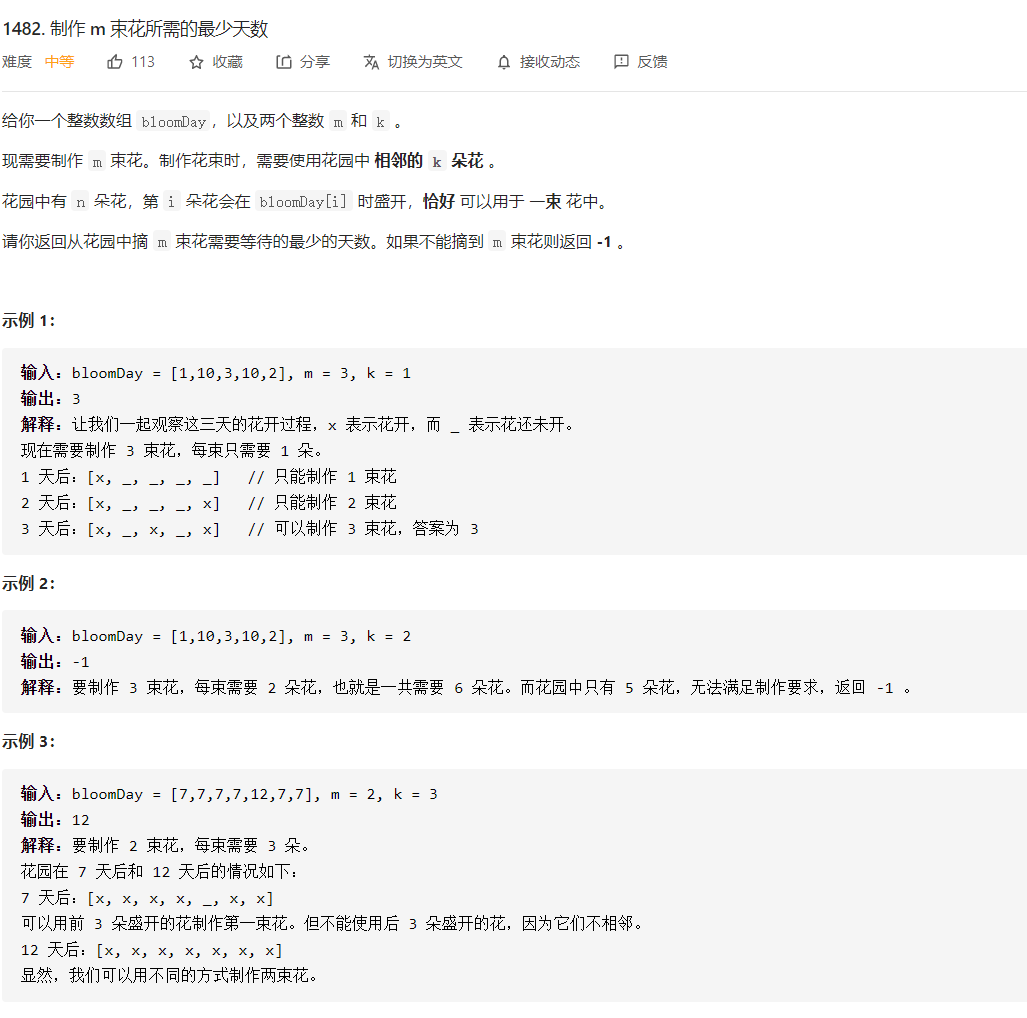 1482. 制作 m 束花所需的最少天数
难度 中等 113 收藏 分享 切换为英文 接收动态 反馈
给你一个整数数组 bloomDay，以及两个整数 m 和 k 。
现需要制作 m 束花。制作花束时，需要使用花园中 相邻的 k 朵花 。
花园中有 n 朵花，第 i 朵花会在 bloomDay[i] 时盛开，恰好 可以用于 一束 花中。
请你返回从花园中摘 m 束花需要等待的最少的天数。如果不能摘到 m 束花则返回 -1 。
示例 1：
输入：bloomDay = [1,10,3,10,2], m = 3, k = 1
输出：3
解释：让我们一起观察这三天的花开过程，x 表示花开，而 _ 表示花还未开。
现在需要制作 3 束花，每束只需要 1 朵。
1 天后：[x, _, _, _, _]   // 只能制作 1 束花
2 天后：[x, _, _, _, x]   // 只能制作 2 束花
3 天后：[x, _, x, _, x]   // 可以制作 3 束花，答案为 3
示例 2：
输入：bloomDay = [1,10,3,10,2], m = 3, k = 2
输出：-1
解释：要制作 3 束花，每束需要 2 朵花，也就是一共需要 6 朵花。而花园中只有 5 朵花，无法满足制作要求，返回 -1 。
示例 3：
输入：bloomDay = [7,7,7,7,12,7,7], m = 2, k = 3
输出：12
解释：要制作 2 束花，每束需要 3 朵。
花园在 7 天后和 12 天后的情况如下：
7 天后：[x, x, x, x, _, x, x]
可以用前 3 朵盛开的花制作第一束花。但不能使用后 3 朵盛开的花，因为它们不相邻。
12 天后：[x, x, x, x, x, x, x]
显然，我们可以用不同的方式制作两束花。